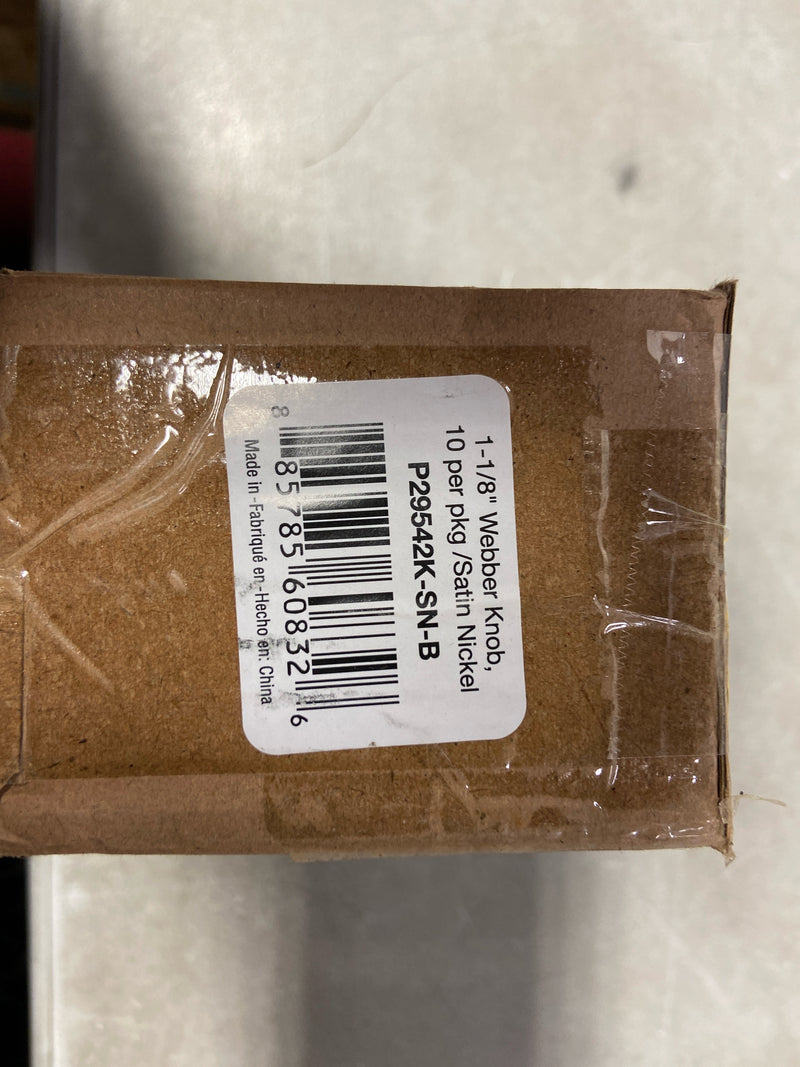 1-1/8" Webber Knob,
10 per pkg /Satin Nickel
P29542K-SN-B
8 85785 60832 6
Made in -Fabriqué en -Hecho en: China